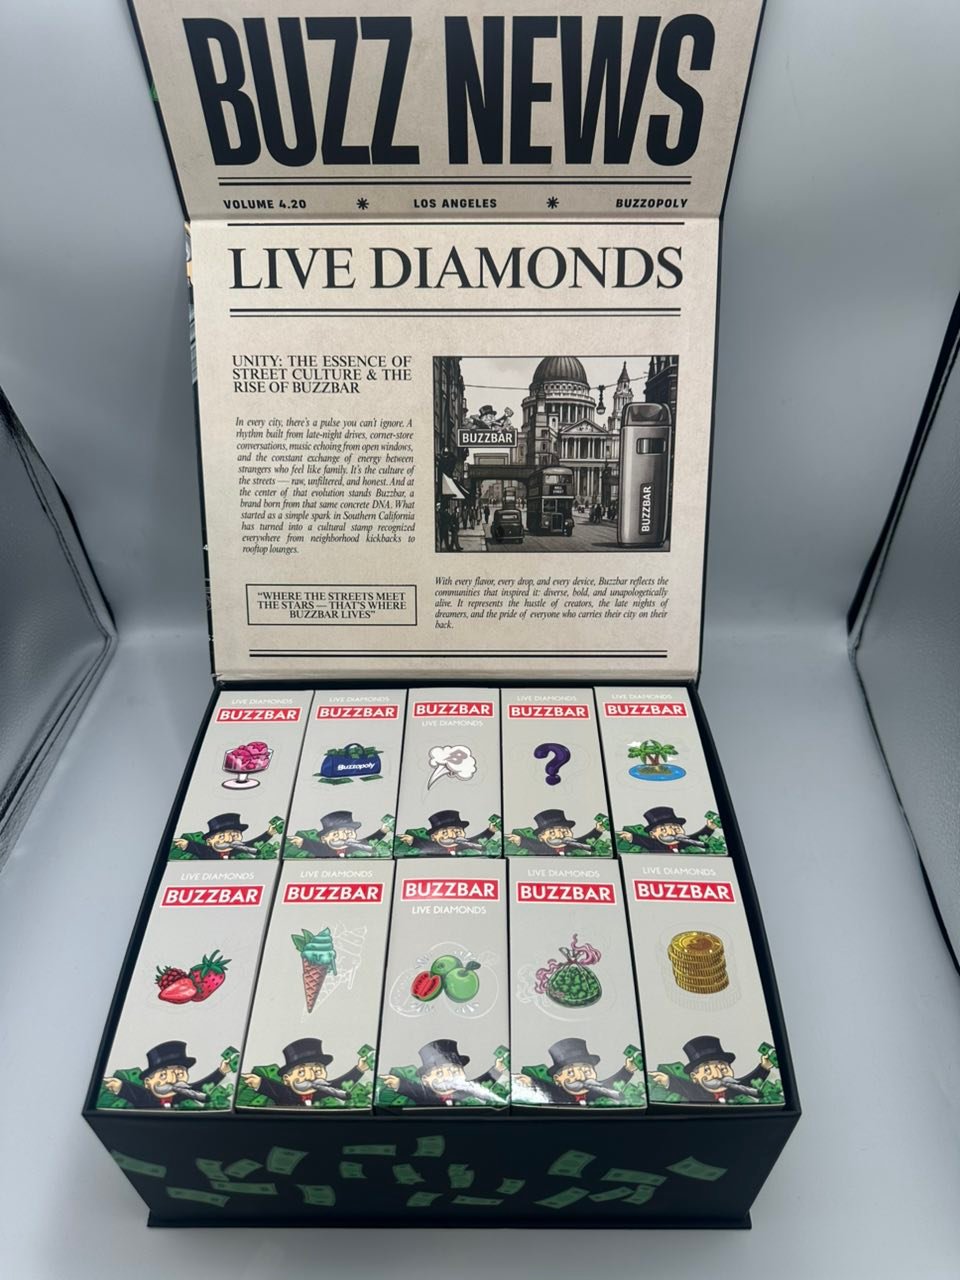 BUZZ NEWS
VOLUME 4.20 LOS ANGELES BUZZOPOLY
LIVE DIAMONDS
UNITY: THE ESSENCE OF
STREET CULTURE & THE
RISE OF BUZZBAR
In every city, there's a pulse you can't ignore. A
rhythm built from late-night drives, corner-store
conversations, music echoing from open windows,
and the constant exchange of energy between
strangers who feel like family. It's the culture of
the streets — raw, unfiltered, and honest. And at
the center of that evolution stands Buzzbar, a
brand born from that same concrete DNA. What
started as a simple spark in Southern California
has turned into a cultural stamp recognized
everywhere from neighborhood kickbacks to
rooftop lounges.
"WHERE THE STREETS MEET
THE STARS — THAT'S WHERE
BUZZBAR LIVES"
BUZZBAR
BUZZBAR
With every flavor, every drop, and every device, Buzzbar reflects the
communities that inspired it: diverse, bold, and unapologetically
alive. It represents the hustle of creators, the late nights of
dreamers, and the pride of everyone who carries their city on their
back.
LIVE DIAMONDS
BUZZBAR
LIVE DIAMONDS
BUZZBAR
Buzzopoly
BUZZBAR
LIVE DIAMONDS
LIVE DIAMONDS
BUZZBAR
LIVE DIAMONDS
BUZZBAR
LIVE DIAMONDS
BUZZBAR
LIVE DIAMONDS
BUZZBAR
BUZZBAR
LIVE DIAMONDS
LIVE DIAMONDS
BUZZBAR
LIVE DIAMONDS
BUZZBAR